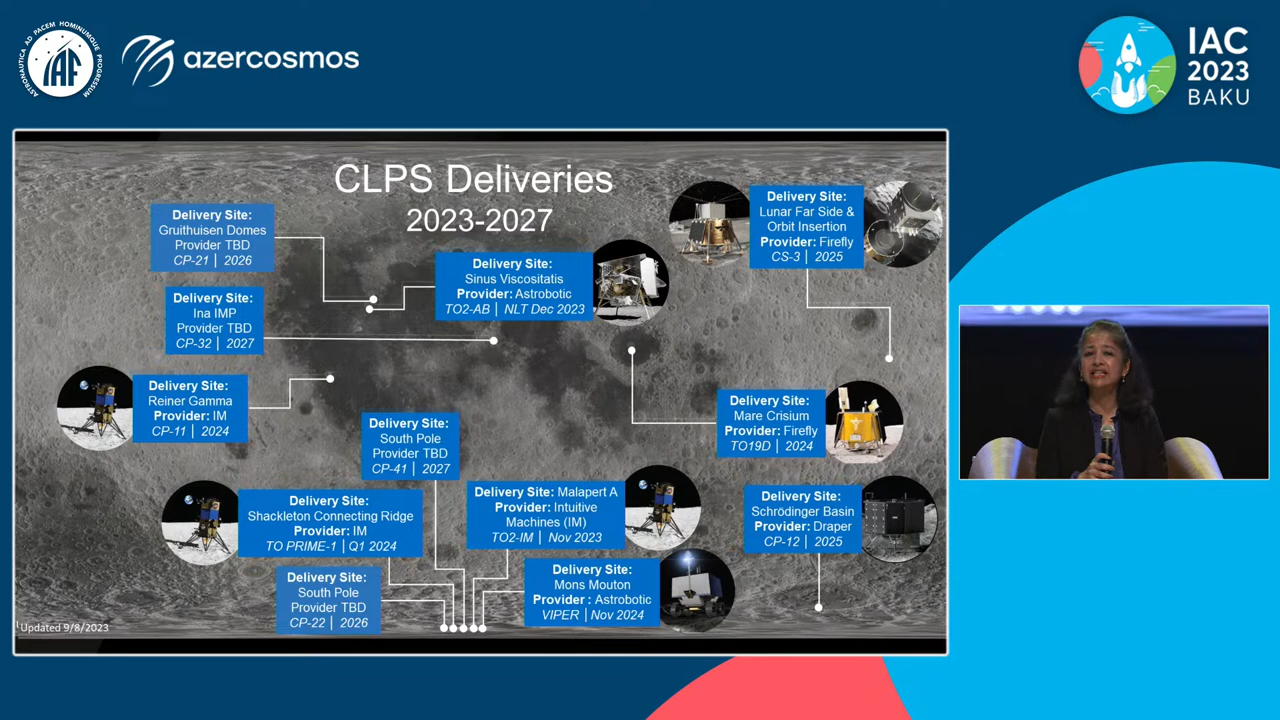 ASTRONAUTICA AD PACEM HOMINUMQUE PROGRESSUM
IAF
azercosmos
IAC
2023
BAKU
CLPS Deliveries
2023-2027
Delivery Site:
Gruithuisen Domes
Provider TBD
CP-21 | 2026
Delivery Site:
Sinus Viscositatis
Provider: Astrobotic
TO2-AB | NLT Dec 2023
Delivery Site:
Lunar Far Side &
Orbit Insertion
Provider: Firefly
CS-3 | 2025
Delivery Site:
Ina IMP
Provider TBD
CP-32 | 2027
Delivery Site:
Reiner Gamma
Provider: IM
CP-11 | 2024
Delivery Site:
South Pole
Provider TBD
CP-41 | 2027
Delivery Site:
Mare Crisium
Provider: Firefly
TO19D | 2024
Delivery Site:
Shackleton Connecting Ridge
Provider: IM
TO PRIME-1 | Q1 2024
Delivery Site: Malapert A
Provider: Intuitive
Machines (IM)
TO2-IM | Nov 2023
Delivery Site:
Schrödinger Basin
Provider: Draper
CP-12 | 2025
Delivery Site:
South Pole
Provider TBD
CP-22 | 2026
Delivery Site:
Mons Mouton
Provider : Astrobotic
VIPER | Nov 2024
Updated 9/8/2023